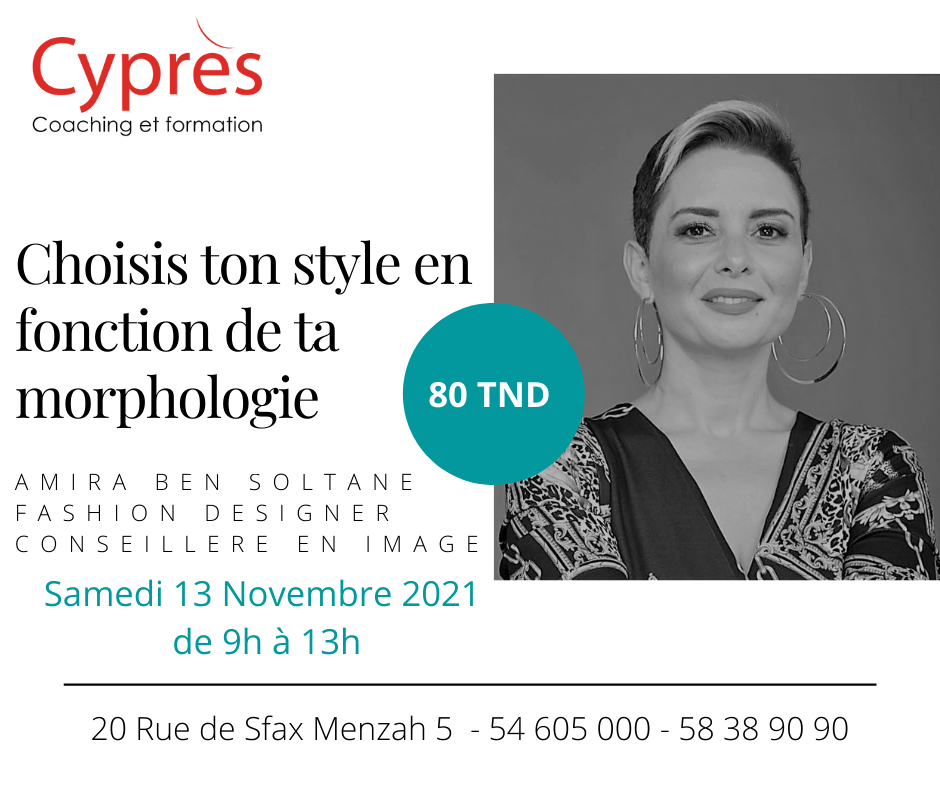 Cyprès
Coaching et formation
Choisis ton style en
fonction de ta
morphologie
80 TND
AMIRA BEN SOLTANE
FASHION DESIGNER
CONSEILLERE EN IMAGE
Samedi 13 Novembre 2021
de 9h à 13h
20 Rue de Sfax Menzah 5 - 54 605 000 - 58 38 90 90